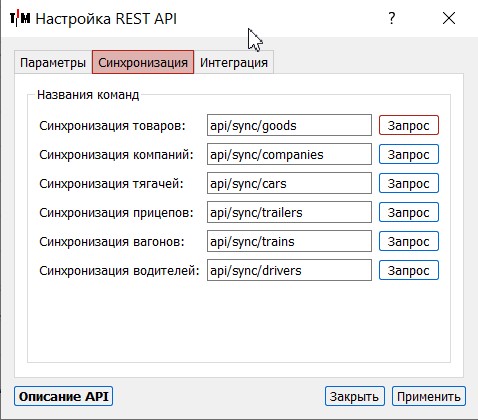 TM Настройка REST API ?
Параметры Синхронизация Интеграция
Названия команд
Синхронизация товаров: api/sync/goods Запрос
Синхронизация компаний: api/sync/companies Запрос
Синхронизация тягачей: api/sync/cars Запрос
Синхронизация прицепов: api/sync/trailers Запрос
Синхронизация вагонов: api/sync/trains Запрос
Синхронизация водителей: api/sync/drivers Запрос
Описание API Закрыть Применить